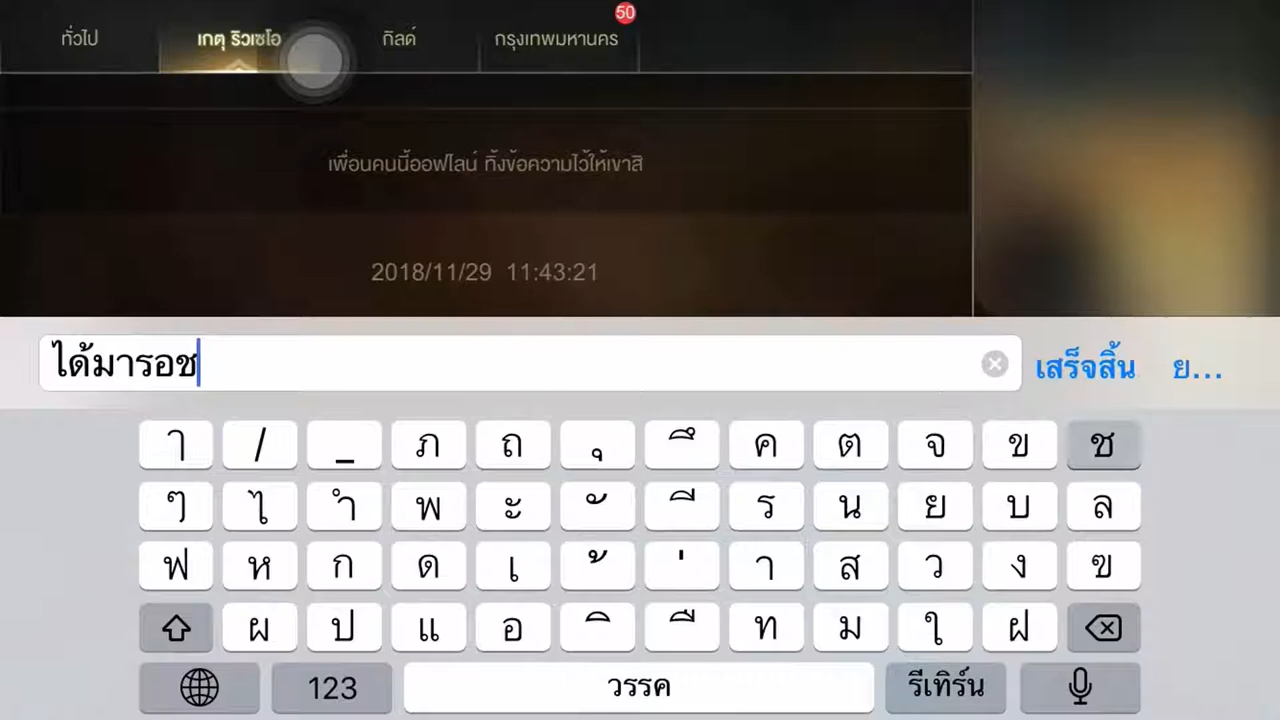 50
ทั่วไป เกตุ ริวเซโอ กิลด์ กรุงเทพมหานคร
เพื่อนคนนี้ออฟไลน์ ทิ้งข้อความไว้ให้เขาสิ
2018/11/29 11:43:21
ได้มารอช เสร็จสิ้น ย...
า / _ ภ ถ ุ ึ ค ต จ ข ช
ๆ ไ ำ พ ะ ั ี ร น ย บ ล
ฟ ห ก ด เ ้ ่ า ส ว ง ฃ
ผ ป แ อ ิ ื ท ม ใ ฝ
123 วรรค รีเทิร์น